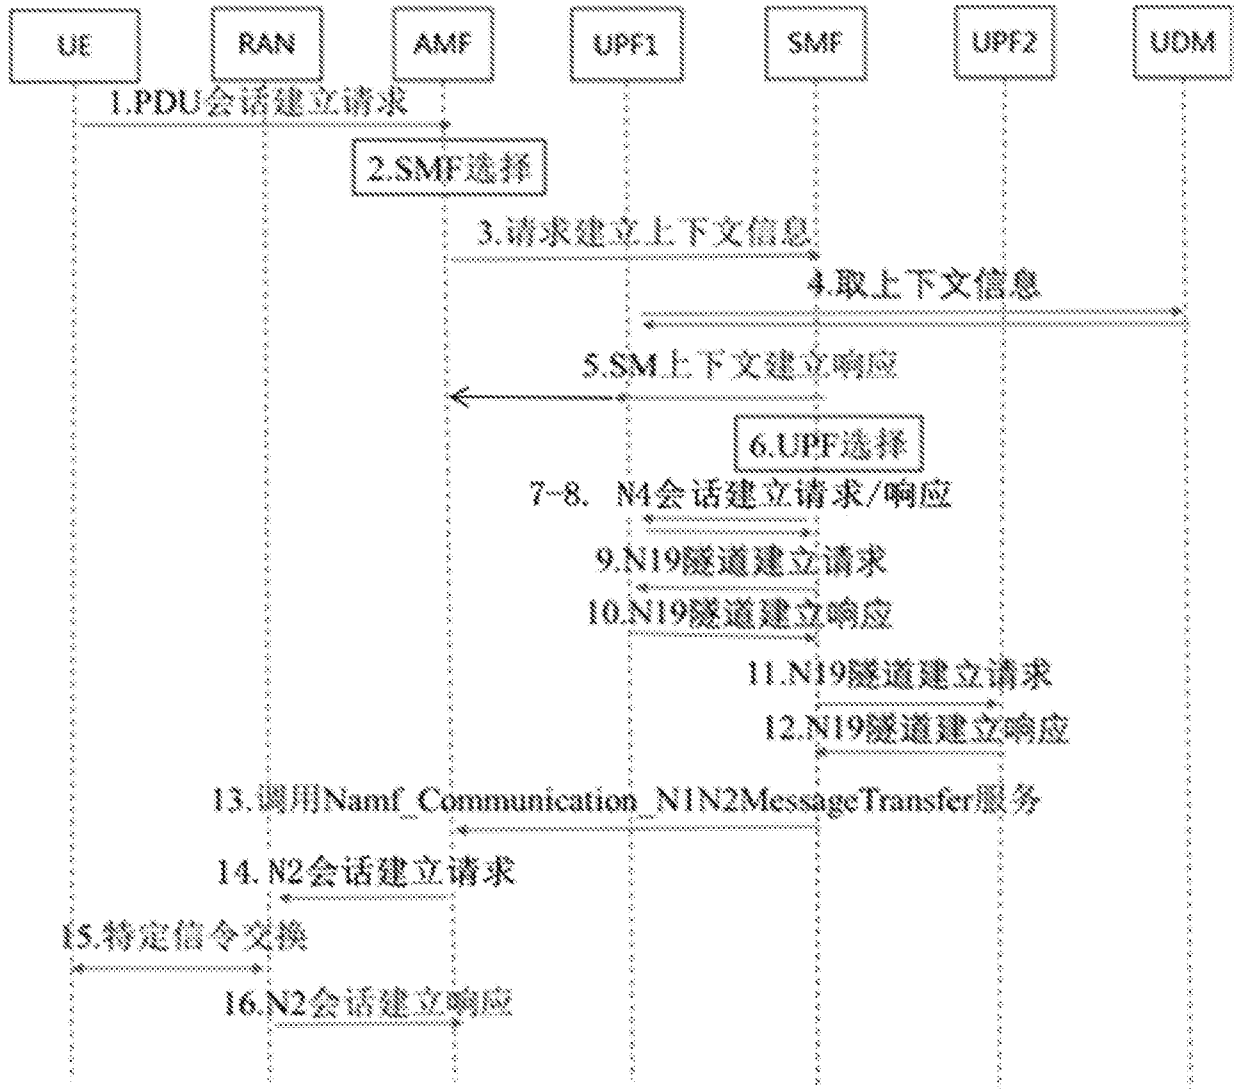 UE RAN AMF UPF1 SMF UPF2 UDM
1.PDU会话建立请求
2.SMF选择
3.请求建立上下文信息
4.取上下文信息
5.SM上下文建立响应
6.UPF选择
7-8. N4会话建立请求/响应
9.N19隧道建立请求
10.N19隧道建立响应
11.N19隧道建立请求
12.N19隧道建立响应
13.调用Namf_Communication_N1N2MessageTransfer服务
14.N2会话建立请求
15.特定信令交换
16.N2会话建立响应